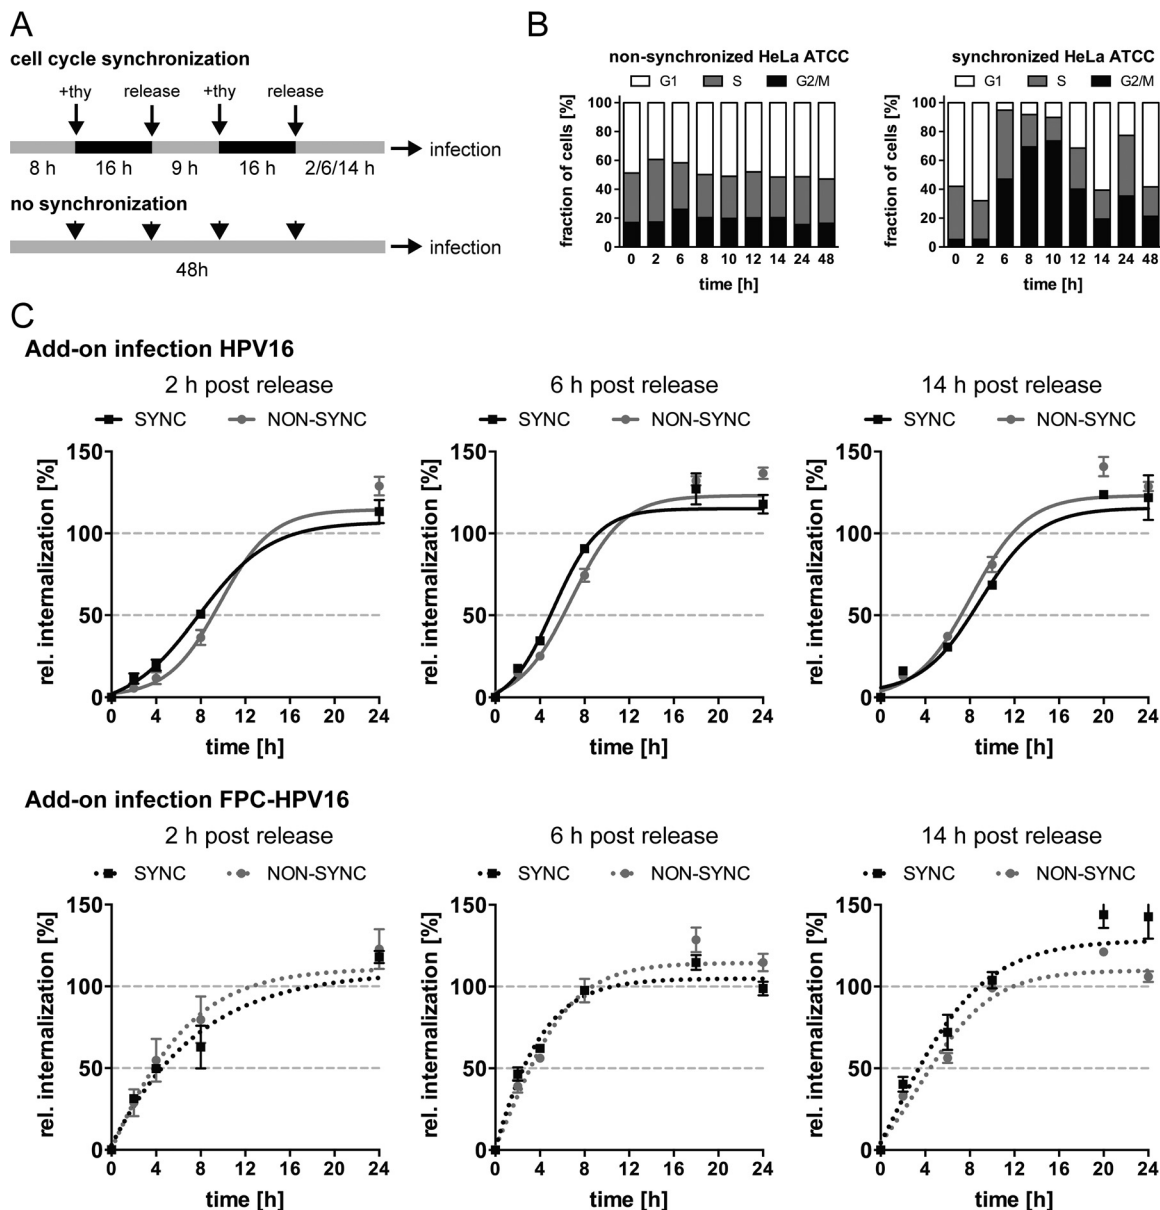 A
cell cycle synchronization
+thy release +thy release
infection
8 h 16 h 9 h 16 h 2/6/14 h
no synchronization
infection
48h
B
non-synchronized HeLa ATCC
G1 S G2/M
fraction of cells [%]
100
80
60
40
20
0
0 2 6 8 10 12 14 24 48
time [h]
synchronized HeLa ATCC
G1 S G2/M
fraction of cells [%]
100
80
60
40
20
0
0 2 6 8 10 12 14 24 48
time [h]
C
Add-on infection HPV16
2 h post release
SYNC NON-SYNC
rel. internalization [%]
150
100
50
0
0 4 8 12 16 20 24
time [h]
6 h post release
SYNC NON-SYNC
rel. internalization [%]
150
100
50
0
0 4 8 12 16 20 24
time [h]
14 h post release
SYNC NON-SYNC
rel. internalization [%]
150
100
50
0
0 4 8 12 16 20 24
time [h]
Add-on infection FPC-HPV16
2 h post release
SYNC NON-SYNC
rel. internalization [%]
150
100
50
0
0 4 8 12 16 20 24
time [h]
6 h post release
SYNC NON-SYNC
rel. internalization [%]
150
100
50
0
0 4 8 12 16 20 24
time [h]
14 h post release
SYNC NON-SYNC
rel. internalization [%]
150
100
50
0
0 4 8 12 16 20 24
time [h]